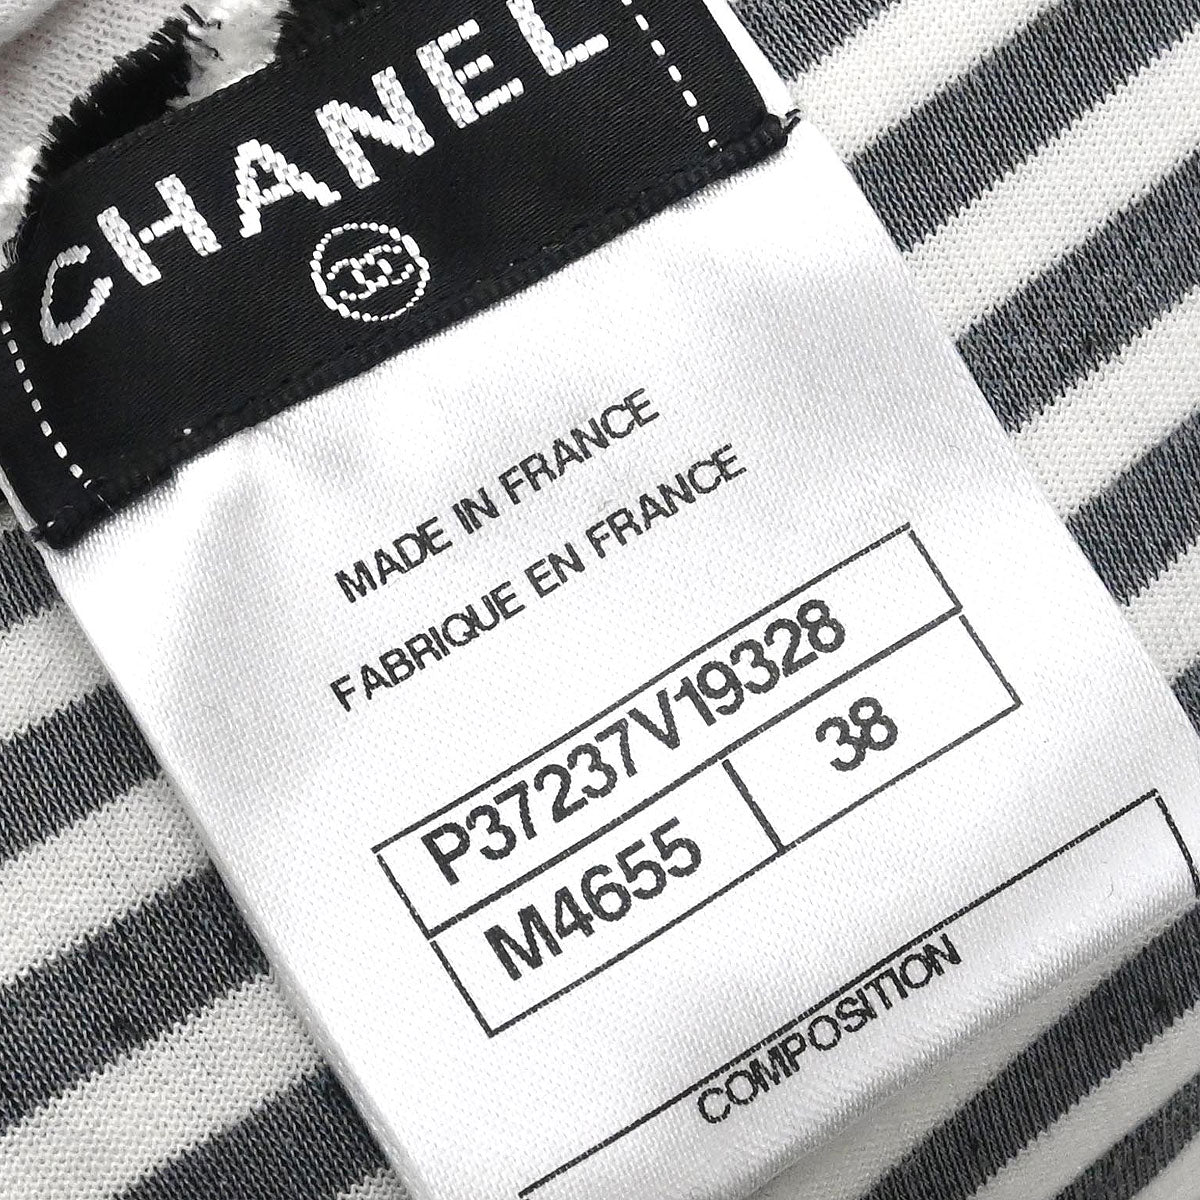 CHANEL
MADE IN FRANCE
FABRIQUE EN FRANCE
P37237V19328
M4655 38
COMPOSITION